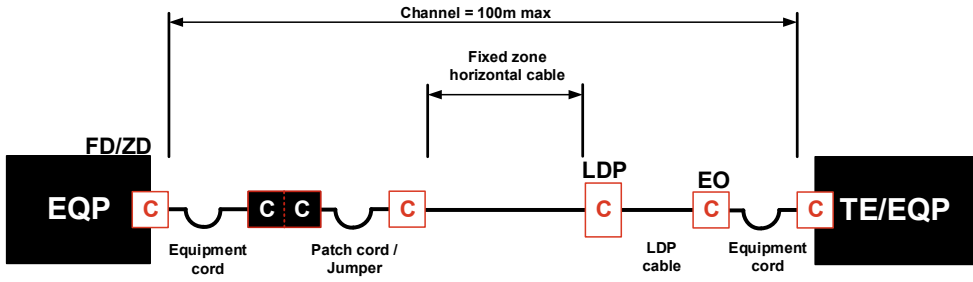 Channel = 100m max
Fixed zone
horizontal cable
FD/ZD
LDP
EO
EQP
C
C
C
C
C
C
C
TE/EQP
Equipment
cord
Patch cord /
Jumper
LDP
cable
Equipment
cord